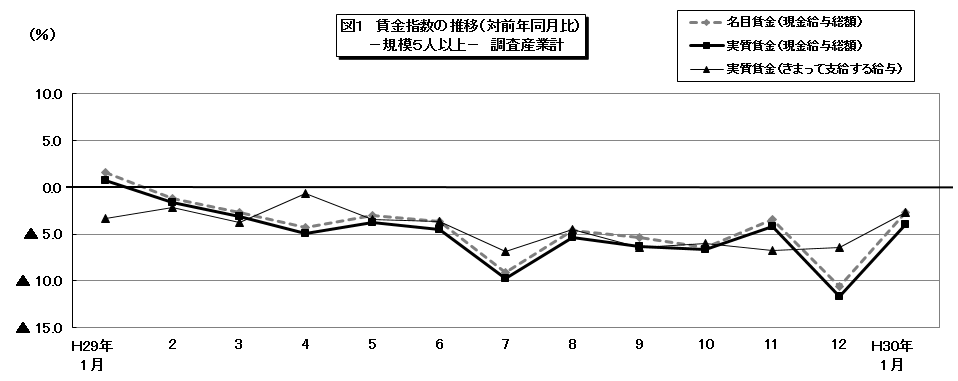 図1　賃金指数の推移(対前年同月比)
－規模5人以上－　調査産業計
(%)
名目賃金(現金給与総額)
実質賃金(現金給与総額)
実質賃金(きまって支給する給与)
10.0
5.0
0.0
▲ 5.0
▲ 10.0
▲ 15.0
H29年 2 3 4 5 6 7 8 9 10 11 12 H30年
1月 1月